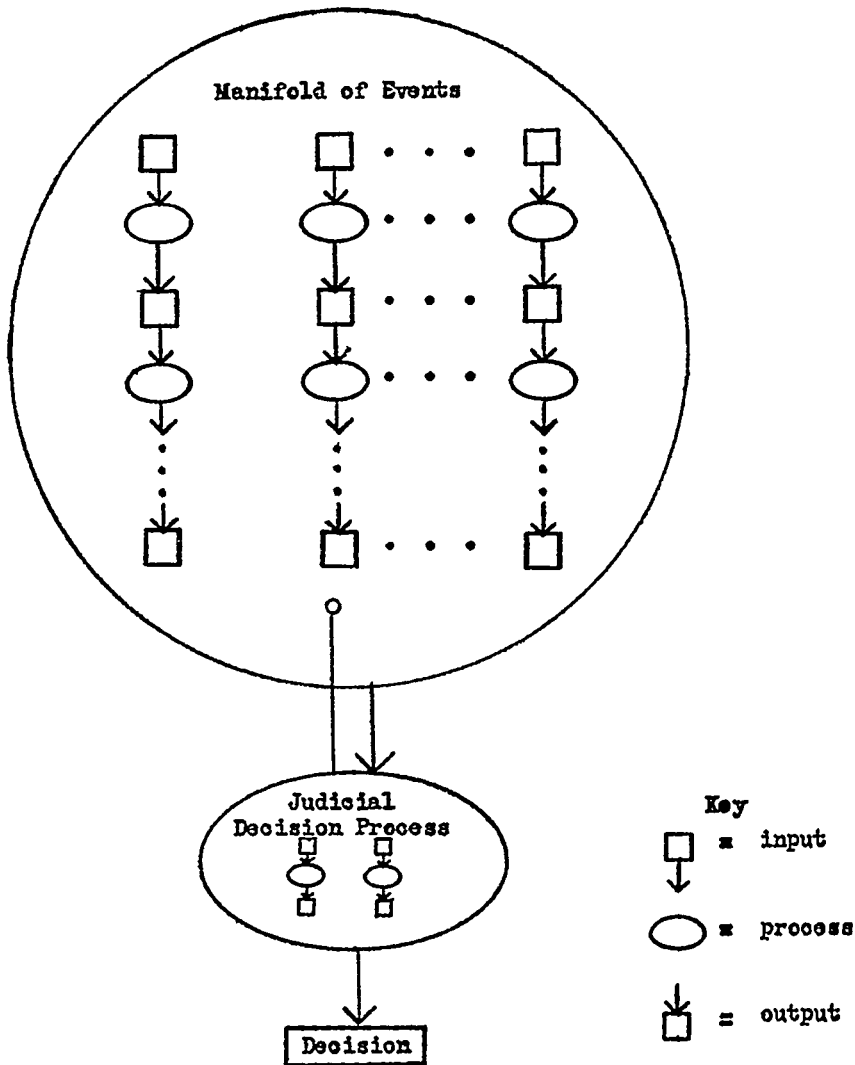 Manifold of Events
Judicial
Decision Process
Decision
Key
= input
= process
= output